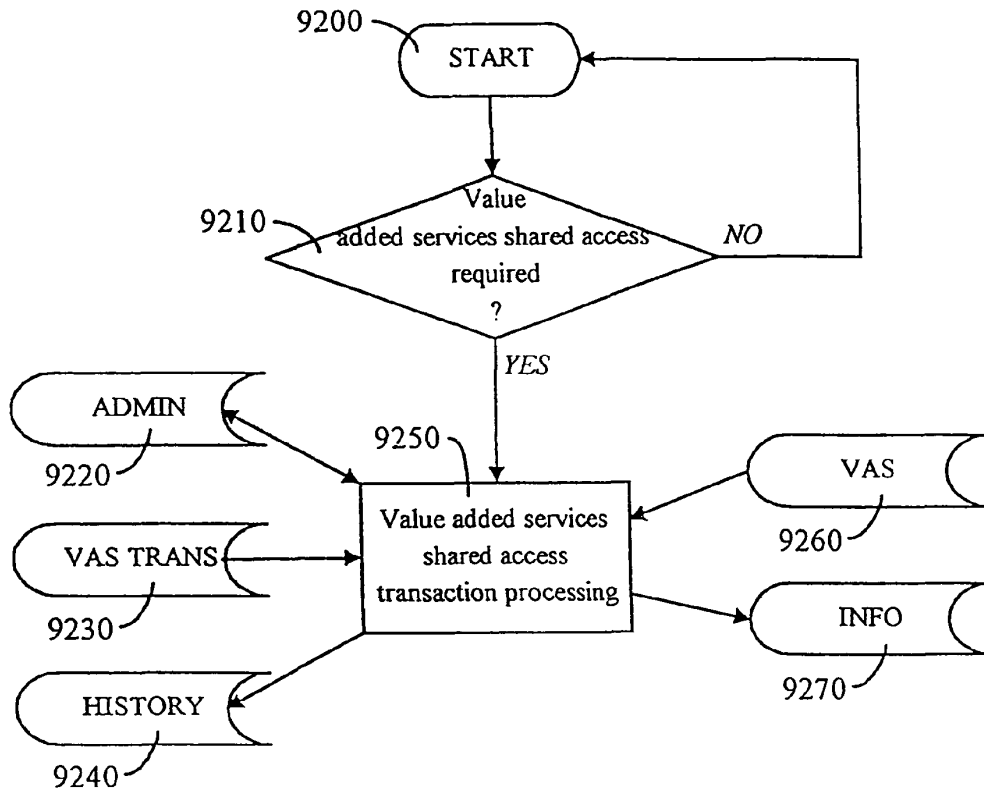 9200
START
9210
Value
added services shared access
required
?
NO
YES
ADMIN
9220
9250
VAS
9260
Value added services
shared access
transaction processing
VAS TRANS
9230
INFO
9270
HISTORY
9240